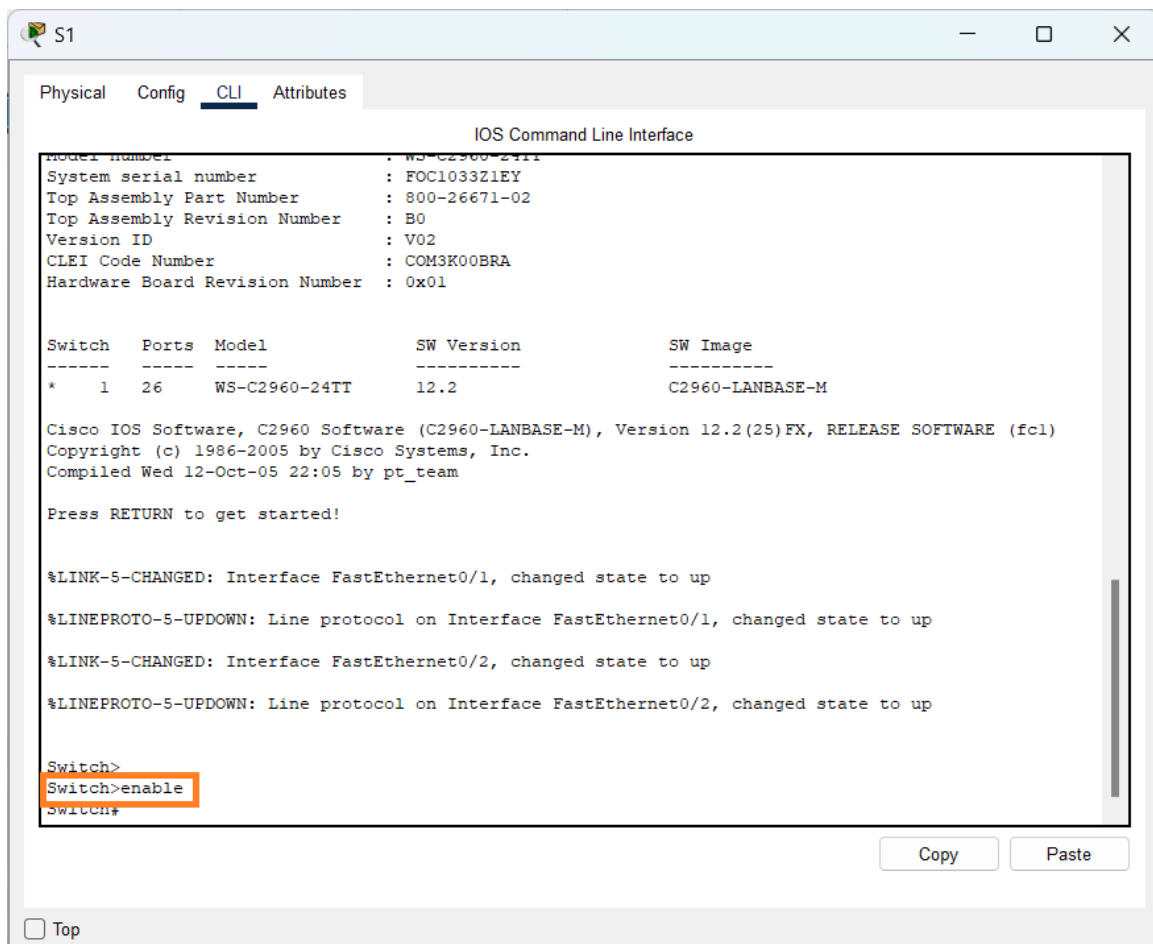 S1
Physical Config CLI Attributes
IOS Command Line Interface
Model number : WS-C2960-24TT
System serial number : FOC1033Z1EY
Top Assembly Part Number : 800-26671-02
Top Assembly Revision Number : B0
Version ID : V02
CLEI Code Number : COM3K00BRA
Hardware Board Revision Number : 0x01
Switch Ports Model SW Version SW Image
------ ----- ----- ---------- ----------
* 1 26 WS-C2960-24TT 12.2 C2960-LANBASE-M
Cisco IOS Software, C2960 Software (C2960-LANBASE-M), Version 12.2(25)FX, RELEASE SOFTWARE (fc1)
Copyright (c) 1986-2005 by Cisco Systems, Inc.
Compiled Wed 12-Oct-05 22:05 by pt_team
Press RETURN to get started!
%LINK-5-CHANGED: Interface FastEthernet0/1, changed state to up
%LINEPROTO-5-UPDOWN: Line protocol on Interface FastEthernet0/1, changed state to up
%LINK-5-CHANGED: Interface FastEthernet0/2, changed state to up
%LINEPROTO-5-UPDOWN: Line protocol on Interface FastEthernet0/2, changed state to up
Switch>
Switch>enable
Switch#
Copy Paste
Top